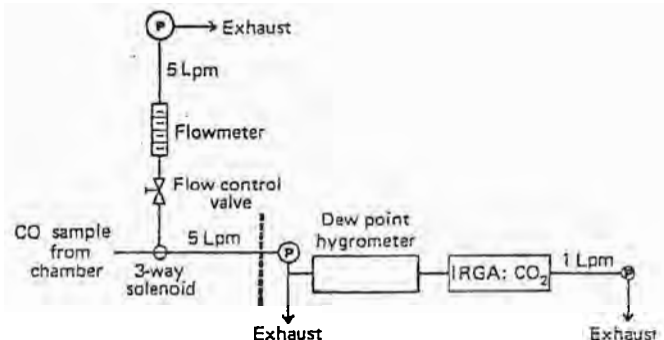 P
Exhaust
5 Lpm
Flowmeter
Flow control
valve
CO sample
from
chamber
5 Lpm
3-way
solenoid
P
Dew point
hygrometer
IRGA: CO₂
1 Lpm
P
Exhaust
Exhaust